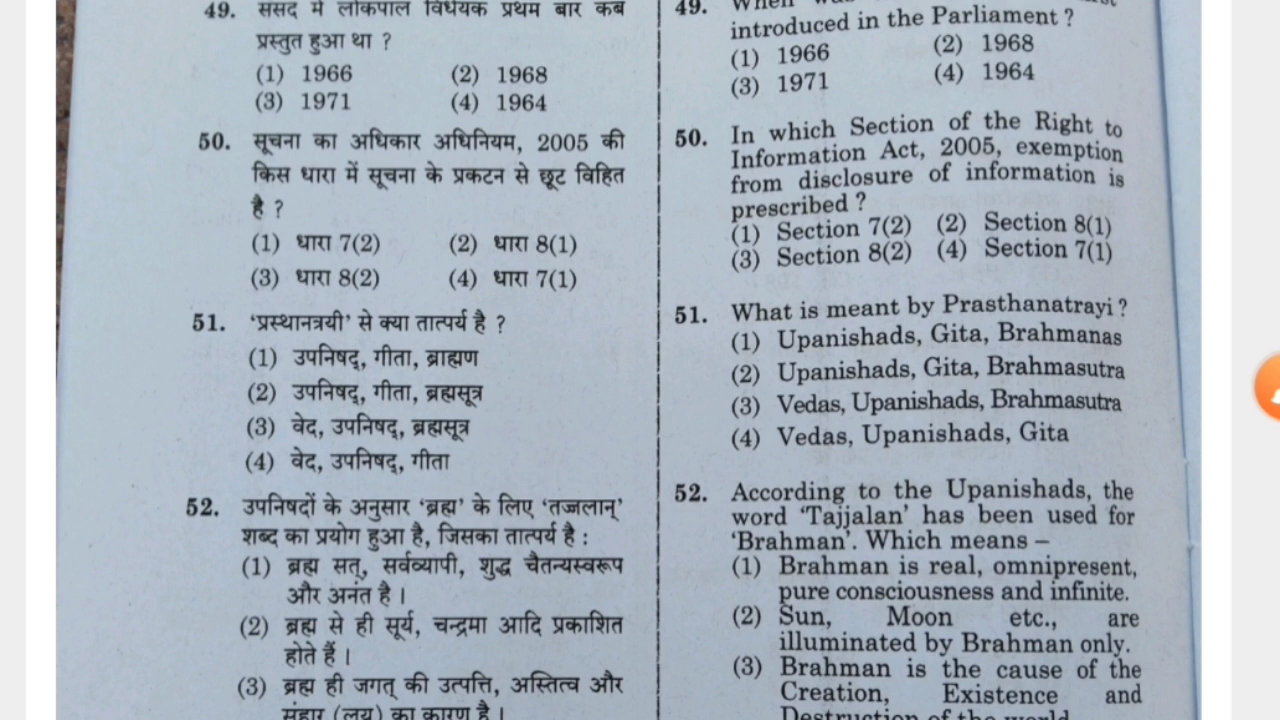 49. संसद में लोकपाल विधेयक प्रथम बार कब
प्रस्तुत हुआ था ?
(1) 1966 (2) 1968
(3) 1971 (4) 1964
50. सूचना का अधिकार अधिनियम, 2005 की
किस धारा में सूचना के प्रकटन से छूट विहित
है ?
(1) धारा 7(2) (2) धारा 8(1)
(3) धारा 8(2) (4) धारा 7(1)
51. ‘प्रस्थानत्रयी’ से क्या तात्पर्य है ?
(1) उपनिषद्, गीता, ब्राह्मण
(2) उपनिषद्, गीता, ब्रह्मसूत्र
(3) वेद, उपनिषद्, ब्रह्मसूत्र
(4) वेद, उपनिषद्, गीता
52. उपनिषदों के अनुसार ‘ब्रह्म’ के लिए ‘तज्जलान्’
शब्द का प्रयोग हुआ है, जिसका तात्पर्य है :
(1) ब्रह्म सत्, सर्वव्यापी, शुद्ध चैतन्यस्वरूप
और अनंत है ।
(2) ब्रह्म से ही सूर्य, चन्द्रमा आदि प्रकाशित
होते हैं ।
(3) ब्रह्म ही जगत् की उत्पत्ति, अस्तित्व और
संहार (लय) का कारण है ।
49. When was
introduced in the Parliament ?
(1) 1966 (2) 1968
(3) 1971 (4) 1964
50. In which Section of the Right to
Information Act, 2005, exemption
from disclosure of information is
prescribed ?
(1) Section 7(2) (2) Section 8(1)
(3) Section 8(2) (4) Section 7(1)
51. What is meant by Prasthanatrayi ?
(1) Upanishads, Gita, Brahmanas
(2) Upanishads, Gita, Brahmasutra
(3) Vedas, Upanishads, Brahmasutra
(4) Vedas, Upanishads, Gita
52. According to the Upanishads, the
word ‘Tajjalan’ has been used for
‘Brahman’. Which means –
(1) Brahman is real, omnipresent,
pure consciousness and infinite.
(2) Sun, Moon etc., are
illuminated by Brahman only.
(3) Brahman is the cause of the
Creation, Existence and
Destruction of the world